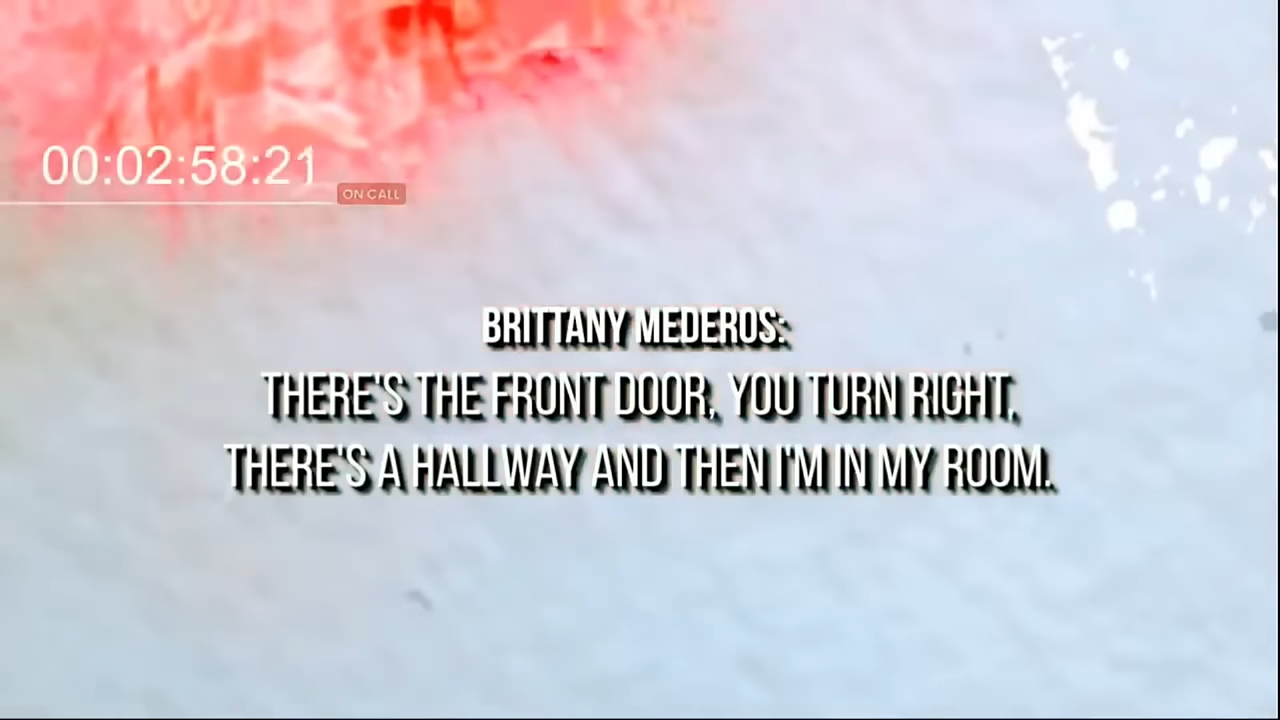 00:02:58:21
ON CALL
BRITTANY MEDEROS:
THERE'S THE FRONT DOOR, YOU TURN RIGHT,
THERE'S A HALLWAY AND THEN I'M IN MY ROOM.